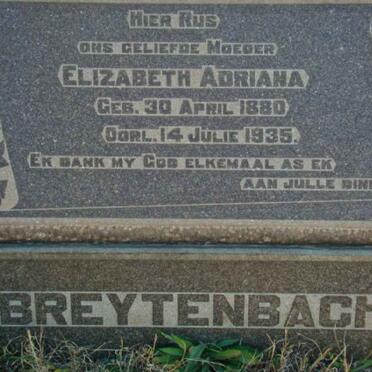 Hier Rus
ons geliefde Moeder
Elizabeth Adriana
Geb. 30 April 1880
Oorl. 14 Julie 1935.
Ek dank my God elkemaal as ek
aan julle dink
BREYTENBACH